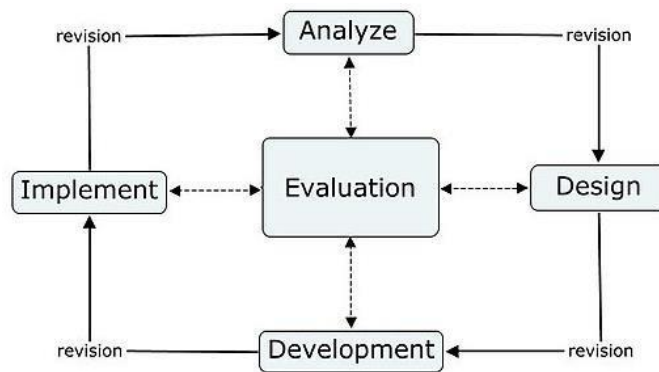 revision
Analyze
revision
Implement
Evaluation
Design
revision
Development
revision